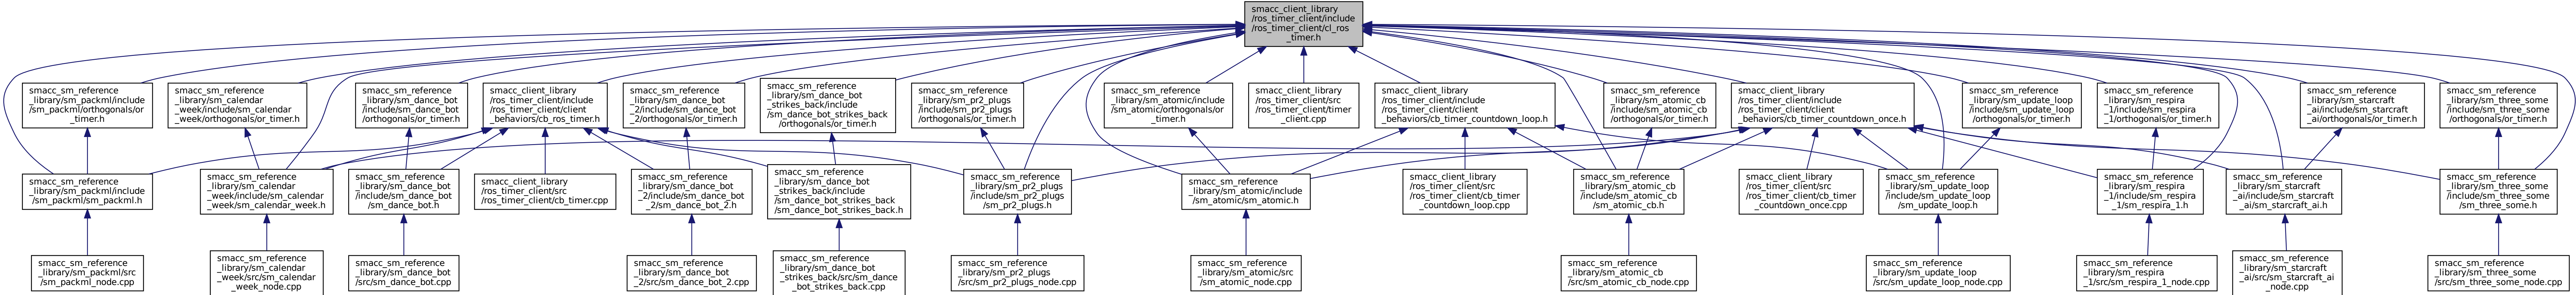 smacc_client_library
/ros_timer_client/include
/ros_timer_client/cl_ros
_timer.h
smacc_sm_reference
_library/sm_packml/include
/sm_packml/orthogonals/or
_timer.h
smacc_sm_reference
_library/sm_calendar
_week/include/sm_calendar
_week/orthogonals/or_timer.h
smacc_sm_reference
_library/sm_dance_bot
/include/sm_dance_bot
/orthogonals/or_timer.h
smacc_client_library
/ros_timer_client/include
/ros_timer_client/client
_behaviors/cb_ros_timer.h
smacc_sm_reference
_library/sm_dance_bot
_2/include/sm_dance_bot
_2/orthogonals/or_timer.h
smacc_sm_reference
_library/sm_dance_bot
_strikes_back/include
/sm_dance_bot_strikes_back
/orthogonals/or_timer.h
smacc_sm_reference
_library/sm_pr2_plugs
/include/sm_pr2_plugs
/orthogonals/or_timer.h
smacc_sm_reference
_library/sm_atomic/include
/sm_atomic/orthogonals/or
_timer.h
smacc_client_library
/ros_timer_client/src
/ros_timer_client/timer
_client.cpp
smacc_client_library
/ros_timer_client/include
/ros_timer_client/client
_behaviors/cb_timer_countdown_loop.h
smacc_sm_reference
_library/sm_atomic_cb
/include/sm_atomic_cb
/orthogonals/or_timer.h
smacc_client_library
/ros_timer_client/include
/ros_timer_client/client
_behaviors/cb_timer_countdown_once.h
smacc_sm_reference
_library/sm_update_loop
/include/sm_update_loop
/orthogonals/or_timer.h
smacc_sm_reference
_library/sm_respira
_1/include/sm_respira
_1/orthogonals/or_timer.h
smacc_sm_reference
_library/sm_starcraft
_ai/include/sm_starcraft
_ai/orthogonals/or_timer.h
smacc_sm_reference
_library/sm_three_some
/include/sm_three_some
/orthogonals/or_timer.h
smacc_sm_reference
_library/sm_packml/include
/sm_packml/sm_packml.h
smacc_sm_reference
_library/sm_calendar
_week/include/sm_calendar
_week/sm_calendar_week.h
smacc_sm_reference
_library/sm_dance_bot
/include/sm_dance_bot
/sm_dance_bot.h
smacc_client_library
/ros_timer_client/src
/ros_timer_client/cb_timer.cpp
smacc_sm_reference
_library/sm_dance_bot
_2/include/sm_dance_bot
_2/sm_dance_bot_2.h
smacc_sm_reference
_library/sm_dance_bot
_strikes_back/include
/sm_dance_bot_strikes_back
/sm_dance_bot_strikes_back.h
smacc_sm_reference
_library/sm_pr2_plugs
/include/sm_pr2_plugs
/sm_pr2_plugs.h
smacc_sm_reference
_library/sm_atomic/include
/sm_atomic/sm_atomic.h
smacc_client_library
/ros_timer_client/src
/ros_timer_client/cb_timer
_countdown_loop.cpp
smacc_sm_reference
_library/sm_atomic_cb
/include/sm_atomic_cb
/sm_atomic_cb.h
smacc_client_library
/ros_timer_client/src
/ros_timer_client/cb_timer
_countdown_once.cpp
smacc_sm_reference
_library/sm_update_loop
/include/sm_update_loop
/sm_update_loop.h
smacc_sm_reference
_library/sm_respira
_1/include/sm_respira
_1/sm_respira_1.h
smacc_sm_reference
_library/sm_starcraft
_ai/include/sm_starcraft
_ai/sm_starcraft_ai.h
smacc_sm_reference
_library/sm_three_some
/include/sm_three_some
/sm_three_some.h
smacc_sm_reference
_library/sm_packml/src
/sm_packml_node.cpp
smacc_sm_reference
_library/sm_calendar
_week/src/sm_calendar
_week_node.cpp
smacc_sm_reference
_library/sm_dance_bot
/src/sm_dance_bot.cpp
smacc_sm_reference
_library/sm_dance_bot
_2/src/sm_dance_bot_2.cpp
smacc_sm_reference
_library/sm_dance_bot
_strikes_back/src/sm_dance
_bot_strikes_back.cpp
smacc_sm_reference
_library/sm_pr2_plugs
/src/sm_pr2_plugs_node.cpp
smacc_sm_reference
_library/sm_atomic/src
/sm_atomic_node.cpp
smacc_sm_reference
_library/sm_atomic_cb
/src/sm_atomic_cb_node.cpp
smacc_sm_reference
_library/sm_update_loop
/src/sm_update_loop_node.cpp
smacc_sm_reference
_library/sm_respira
_1/src/sm_respira_1_node.cpp
smacc_sm_reference
_library/sm_starcraft
_ai/src/sm_starcraft_ai
_node.cpp
smacc_sm_reference
_library/sm_three_some
/src/sm_three_some_node.cpp